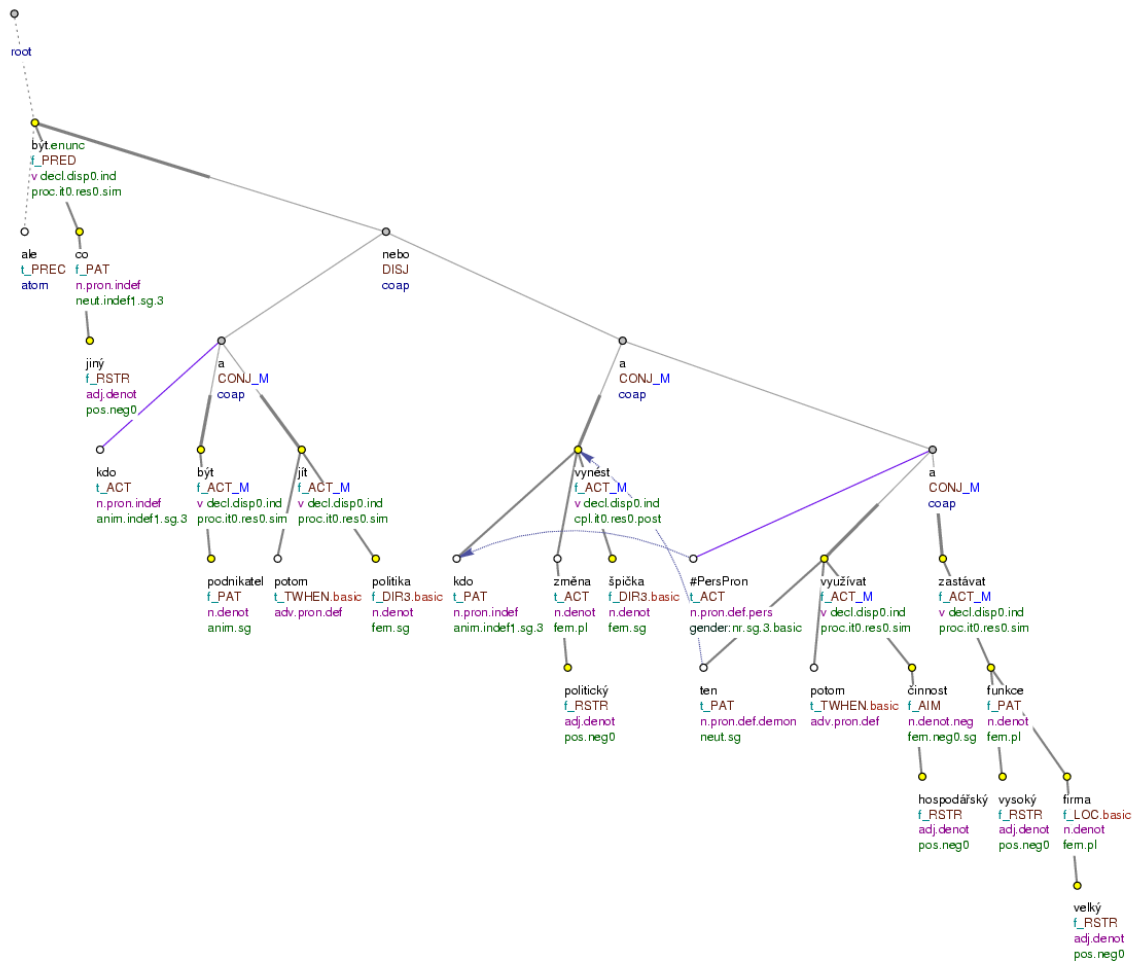 root
být.enunc
f_PRED
v decl.disp0.ind
proc.it0.res0.sim
ale
t_PREC
atom
co
f_PAT
n.pron.indef
neut.indef1.sg.3
nebo
DISJ
coap
jiný
f_RSTR
adj.denot
pos.neg0
a
CONJ_M
coap
a
CONJ_M
coap
kdo
t_ACT
n.pron.indef
anim.indef1.sg.3
být
f_ACT_M
v decl.disp0.ind
proc.it0.res0.sim
jít
f_ACT_M
v decl.disp0.ind
proc.it0.res0.sim
vynést
f_ACT_M
v decl.disp0.ind
cpl.it0.res0.post
a
CONJ_M
coap
podnikatel
f_PAT
n.denot
anim.sg
potom
t_TWHEN.basic
adv.pron.def
politika
f_DIR3.basic
n.denot
fem.sg
kdo
t_PAT
n.pron.indef
anim.indef1.sg.3
změna
t_ACT
n.denot
fem.pl
špička
f_DIR3.basic
n.denot
fem.sg
#PersPron
t_ACT
n.pron.def.pers
gender:nr.sg.3.basic
využívat
f_ACT_M
v decl.disp0.ind
proc.it0.res0.sim
zastávat
f_ACT_M
v decl.disp0.ind
proc.it0.res0.sim
politický
f_RSTR
adj.denot
pos.neg0
ten
t_PAT
n.pron.def.demon
neut.sg
potom
t_TWHEN.basic
adv.pron.def
činnost
f_AIM
n.denot.neg
fem.neg0.sg
funkce
f_PAT
n.denot
fem.pl
hospodářský
f_RSTR
adj.denot
pos.neg0
vysoký
f_RSTR
adj.denot
pos.neg0
firma
f_LOC.basic
n.denot
fem.pl
velký
f_RSTR
adj.denot
pos.neg0